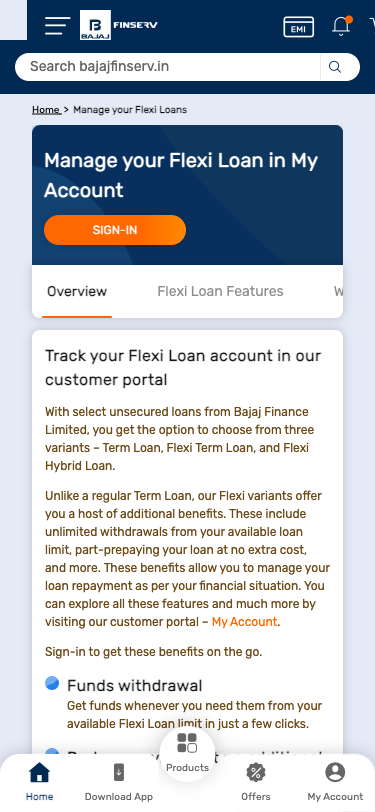 BAJAJ
FINSERV
EMI
Search bajajfinserv.in
Home > Manage your Flexi Loans
Manage your Flexi Loan in My
Account
SIGN-IN
Overview
Flexi Loan Features
W
Track your Flexi Loan account in our
customer portal
With select unsecured loans from Bajaj Finance
Limited, you get the option to choose from three
variants – Term Loan, Flexi Term Loan, and Flexi
Hybrid Loan.
Unlike a regular Term Loan, our Flexi variants offer
you a host of additional benefits. These include
unlimited withdrawals from your available loan
limit, part-prepaying your loan at no extra cost,
and more. These benefits allow you to manage your
loan repayment as per your financial situation. You
can explore all these features and much more by
visiting our customer portal – My Account.
Sign-in to get these benefits on the go.
Funds withdrawal
Get funds whenever you need them from your
available Flexi Loan limit in just a few clicks.
Home
Download App
Products
Offers
My Account